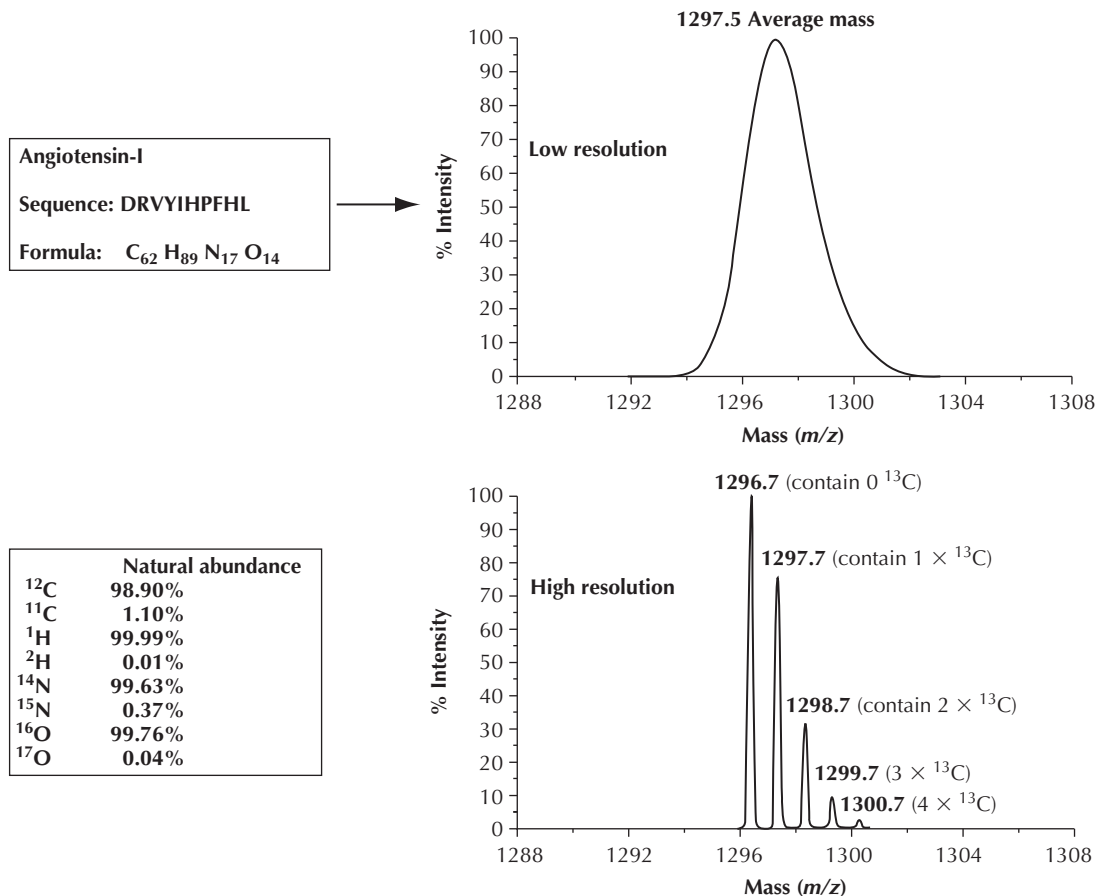 Angiotensin-I
Sequence: DRVYIHPFHL
Formula: C₆₂ H₈₉ N₁₇ O₁₄
1297.5 Average mass
Low resolution
% Intensity
100
90
80
70
60
50
40
30
20
10
0
1288 1292 1296 1300 1304 1308
Mass (m/z)
Natural abundance
¹²C 98.90%
¹¹C 1.10%
¹H 99.99%
²H 0.01%
¹⁴N 99.63%
¹⁵N 0.37%
¹⁶O 99.76%
¹⁷O 0.04%
1296.7 (contain 0 ¹³C)
1297.7 (contain 1 × ¹³C)
High resolution
1298.7 (contain 2 × ¹³C)
1299.7 (3 × ¹³C)
1300.7 (4 × ¹³C)
% Intensity
100
90
80
70
60
50
40
30
20
10
0
1288 1292 1296 1300 1304 1308
Mass (m/z)